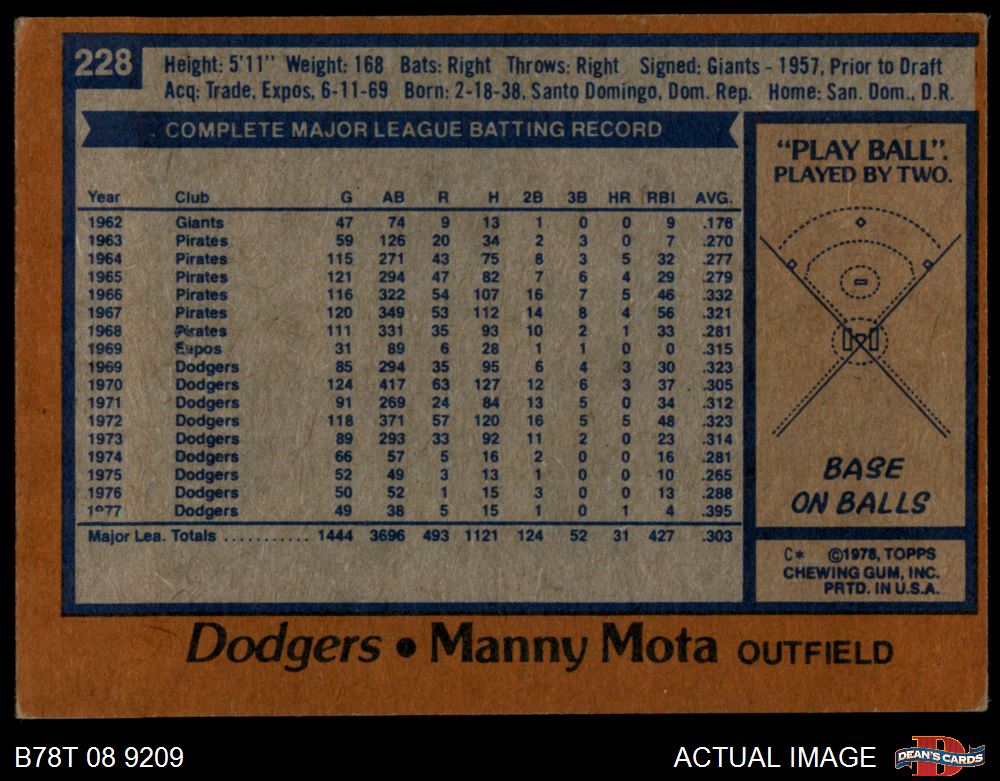 228
Height: 5'11" Weight: 168 Bats: Right Throws: Right Signed: Giants - 1957, Prior to Draft
Acq: Trade, Expos, 6-11-69 Born: 2-18-38, Santo Domingo, Dom. Rep. Home: San. Dom., D.R.
COMPLETE MAJOR LEAGUE BATTING RECORD
Year Club G AB R H 2B 3B HR RBI AVG.
1962 Giants 47 74 9 13 1 0 0 9 .176
1963 Pirates 59 126 20 34 2 3 0 7 .270
1964 Pirates 115 271 43 75 8 3 5 32 .277
1965 Pirates 121 294 47 82 7 6 4 29 .279
1966 Pirates 116 322 54 107 16 7 5 46 .332
1967 Pirates 120 349 53 112 14 8 4 56 .321
1968 Pirates 111 331 35 93 10 2 1 33 .281
1969 Expos 31 89 6 28 1 1 0 0 .315
1969 Dodgers 85 294 35 95 6 4 3 30 .323
1970 Dodgers 124 417 63 127 12 6 3 37 .305
1971 Dodgers 91 269 24 84 13 5 0 34 .312
1972 Dodgers 118 371 57 120 16 5 5 48 .323
1973 Dodgers 89 293 33 92 11 2 0 23 .314
1974 Dodgers 66 57 5 16 2 0 0 16 .281
1975 Dodgers 52 49 3 13 1 0 0 10 .265
1976 Dodgers 50 52 1 15 3 0 0 13 .288
1977 Dodgers 49 38 5 15 1 0 1 4 .395
Major Lea. Totals ........... 1444 3696 493 1121 124 52 31 427 .303
"PLAY BALL".
PLAYED BY TWO.
BASE
ON BALLS
C* ©1978, TOPPS
CHEWING GUM, INC.
PRTD. IN U.S.A.
Dodgers • Manny Mota OUTFIELD
B78T 08 9209
ACTUAL IMAGE
D
DEAN'S CARDS